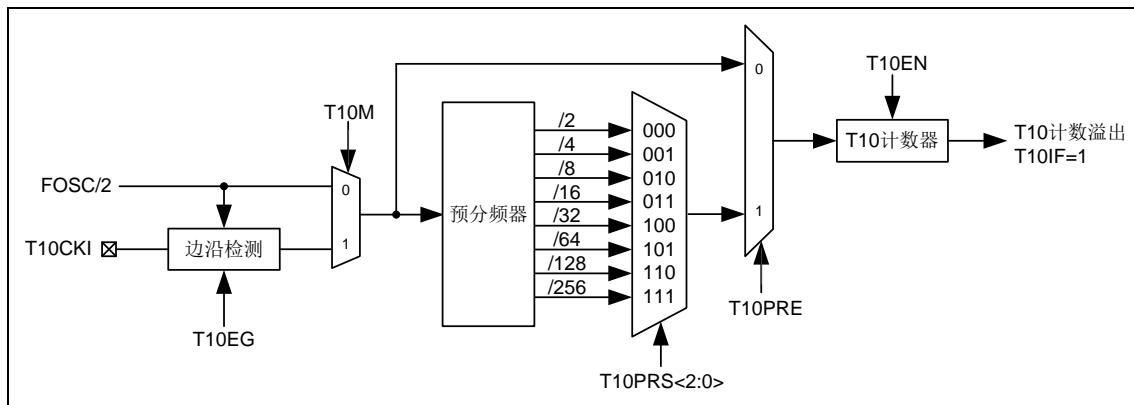 T10EN
T10M
0
/2
000
/4
001
T10计数器
T10计数溢出
T10IF=1
/8
010
FOSC/2
0
/16
011
预分频器
/32
100
1
T10CKI
边沿检测
1
/64
101
/128
110
/256
111
T10PRE
T10EG
T10PRS<2:0>